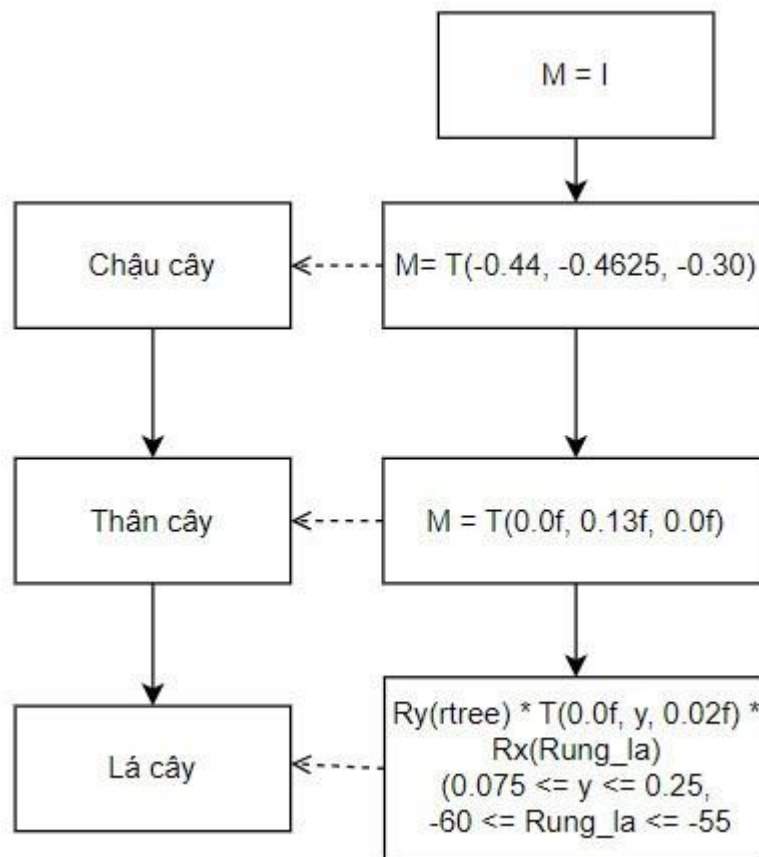 M = I
Chậu cây
M= T(-0.44, -0.4625, -0.30)
Thân cây
M = T(0.0f, 0.13f, 0.0f)
Lá cây
Ry(rtree) * T(0.0f, y, 0.02f) *
Rx(Rung_la)
(0.075 <= y <= 0.25,
-60 <= Rung_la <= -55